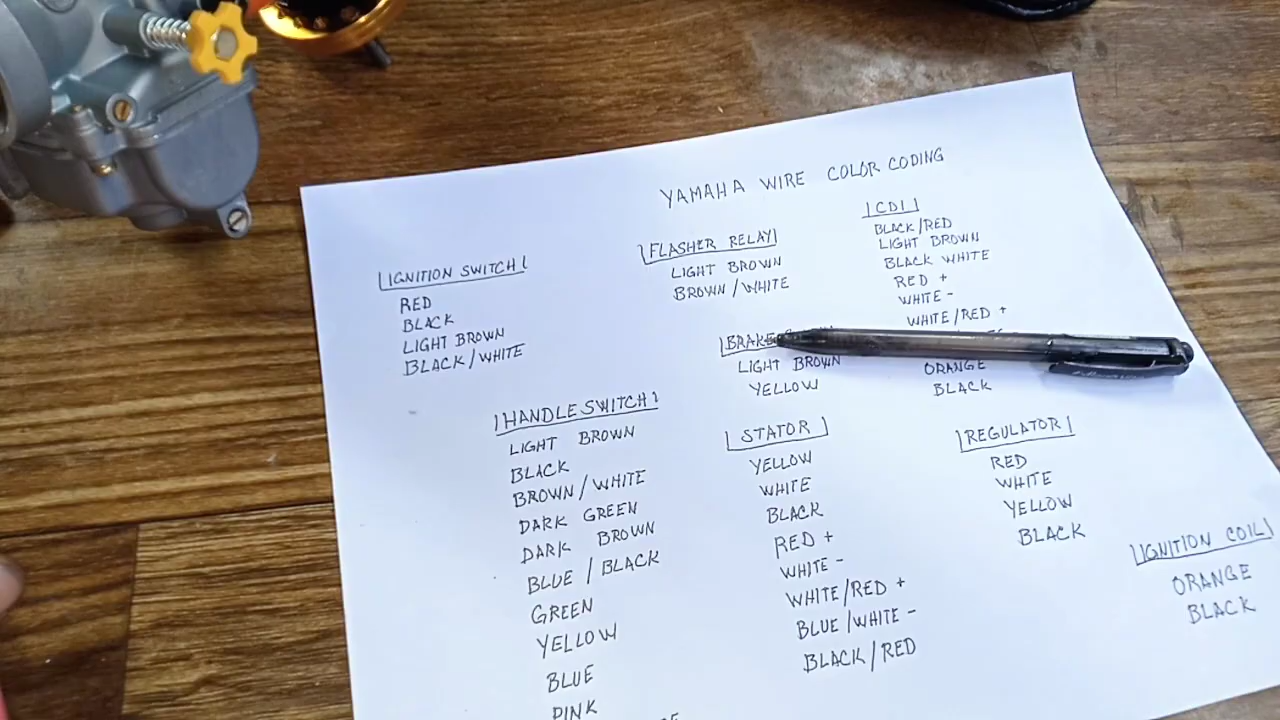 YAMAHA WIRE COLOR CODING
IGNITION SWITCH
RED
BLACK
LIGHT BROWN
BLACK/WHITE
FLASHER RELAY
LIGHT BROWN
BROWN/WHITE
CDI
BLACK/RED
LIGHT BROWN
BLACK WHITE
RED +
WHITE -
WHITE/RED +
ORANGE
BLACK
LIGHT BROWN
YELLOW
HANDLE SWITCH
LIGHT BROWN
BLACK
BROWN/WHITE
DARK GREEN
DARK BROWN
BLUE/BLACK
GREEN
YELLOW
BLUE
PINK
STATOR
YELLOW
WHITE
BLACK
RED +
WHITE -
WHITE/RED +
BLUE/WHITE -
BLACK/RED
REGULATOR
RED
WHITE
YELLOW
BLACK
IGNITION COIL
ORANGE
BLACK